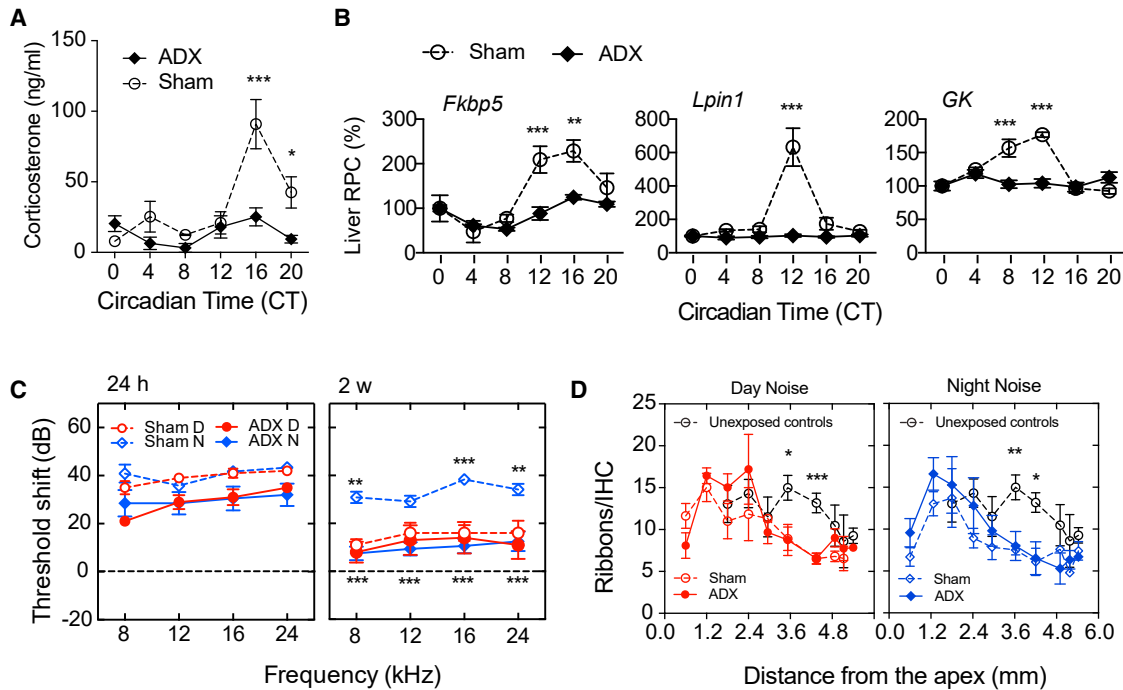 A
150
100
50
0
Corticosterone (ng/ml)
ADX
Sham
***
*
0 4 8 12 16 20
Circadian Time (CT)
B
Sham ADX
Fkbp5
300
200
100
0
Liver RPC (%)
***
**
0 4 8 12 16 20
Lpin1
800
600
400
200
0
***
0 4 8 12 16 20
GK
200
150
100
50
0
***
***
0 4 8 12 16 20
Circadian Time (CT)
C
24 h
60
40
20
0
-20
Threshold shift (dB)
Sham D ADX D
Sham N ADX N
8 12 16 24
2 w
** *** **
*** *** *** ***
8 12 16 24
Frequency (kHz)
D
Day Noise
25
20
15
10
5
0
Ribbons/IHC
Unexposed controls
*
***
Sham
ADX
0.0 1.2 2.4 3.6 4.8
Night Noise
Unexposed controls
**
*
Sham
ADX
0.0 1.2 2.4 3.6 4.8 6.0
Distance from the apex (mm)